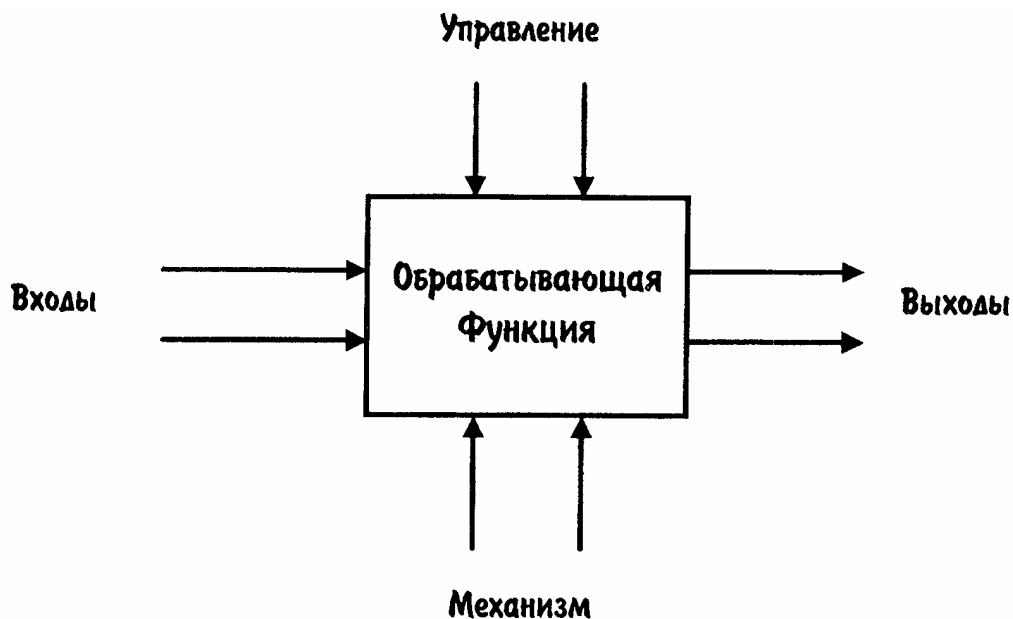 Управление
Входы
Обрабатывающая
Функция
Выходы
Механизм